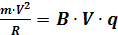 m·V²/R = B · V · q